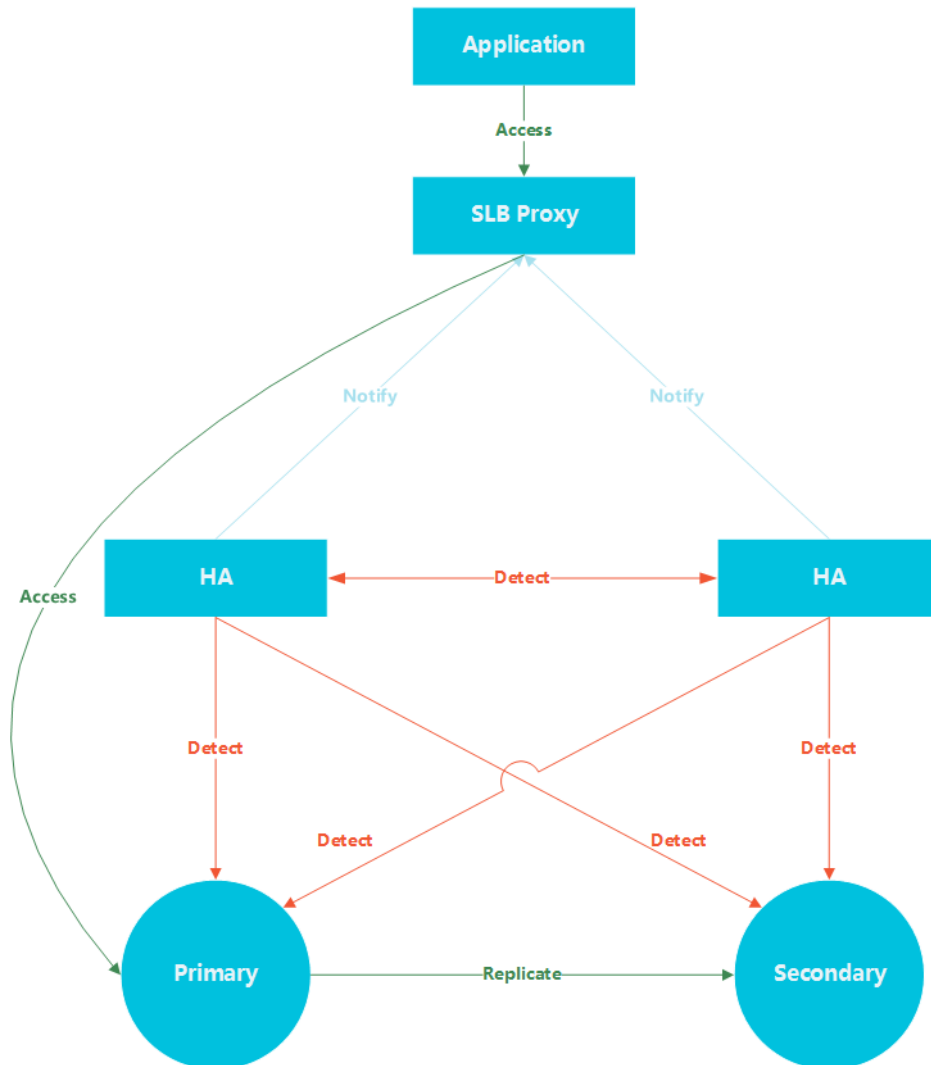 Application
Access
SLB Proxy
Notify
Notify
HA
Detect
HA
Access
Detect
Detect
Detect
Detect
Primary
Replicate
Secondary